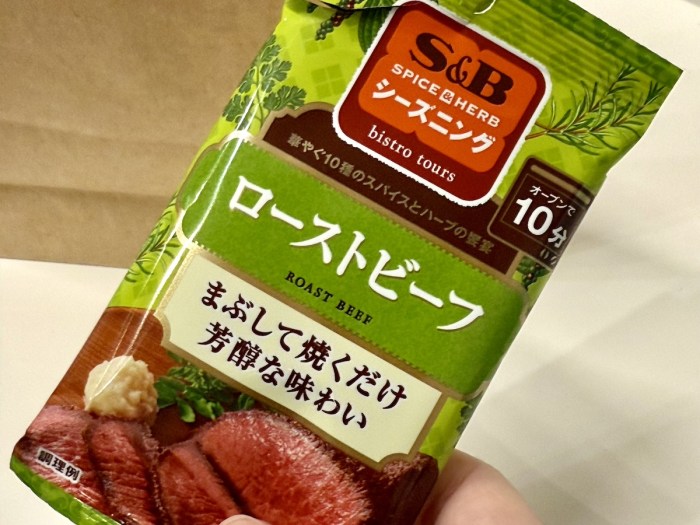 S&B
SPICE & HERB
シーズニング
bistro tours
華やぐ10種のスパイスとハーブの饗宴
オーブンで
10分
ローストビーフ
ROAST BEEF
まぶして焼くだけ
芳醇な味わい
調理例